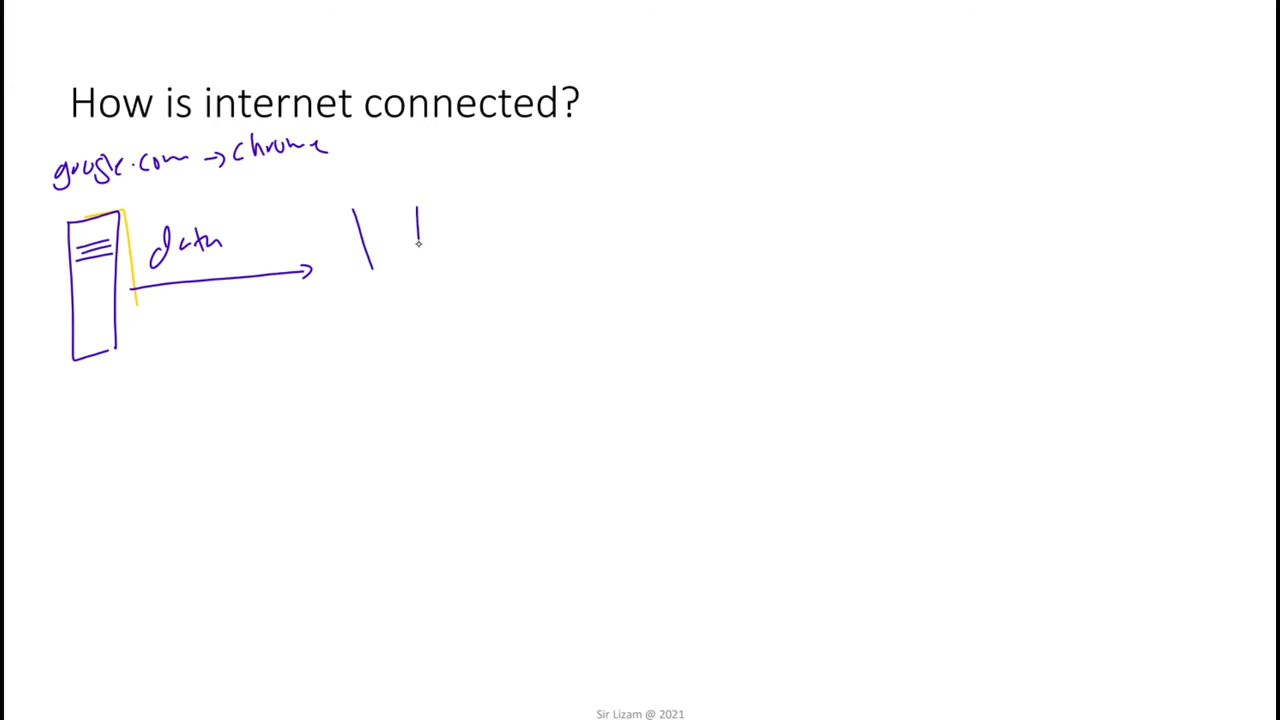 How is internet connected?
google.com → chrome
data
Sir Lizam @ 2021